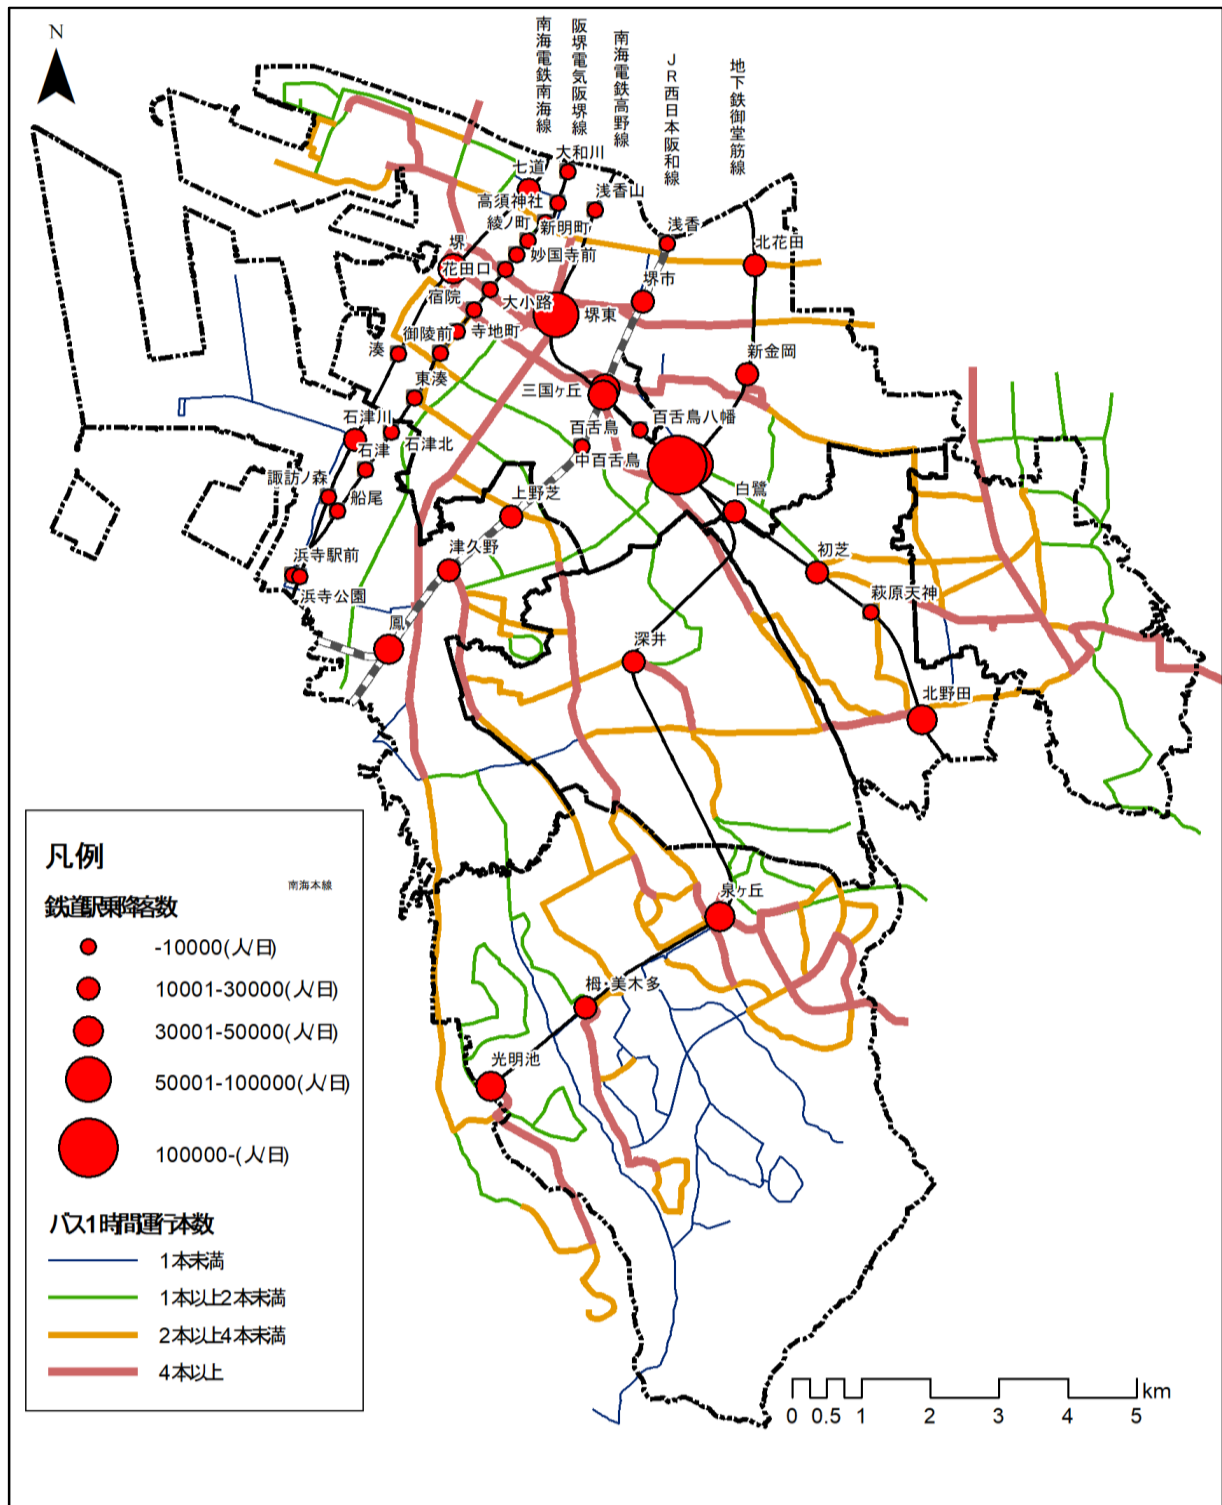 N
南海電鉄南海線
阪堺電気阪堺線
南海電鉄高野線
JR西日本阪和線
地下鉄御堂筋線
大和川
七道
高須神社
浅香山
綾ノ町
新明町
浅香
堺
妙国寺前
北花田
花田口
堺市
宿院
大小路
堺東
御陵前
寺地町
湊
新金岡
東湊
三国ヶ丘
石津川
百舌鳥
百舌鳥八幡
石津
石津北
中百舌鳥
諏訪ノ森
船尾
上野芝
白鷺
津久野
初芝
浜寺駅前
浜寺公園
萩原天神
鳳
深井
北野田
泉ヶ丘
栂・美木多
光明池
凡例
南海本線
鉄道駅乗降客数
-10000(人/日)
10001-30000(人/日)
30001-50000(人/日)
50001-100000(人/日)
100000-(人/日)
バス1時間運行本数
1本未満
1本以上2本未満
2本以上4本未満
4本以上
km
0 0.5 1 2 3 4 5